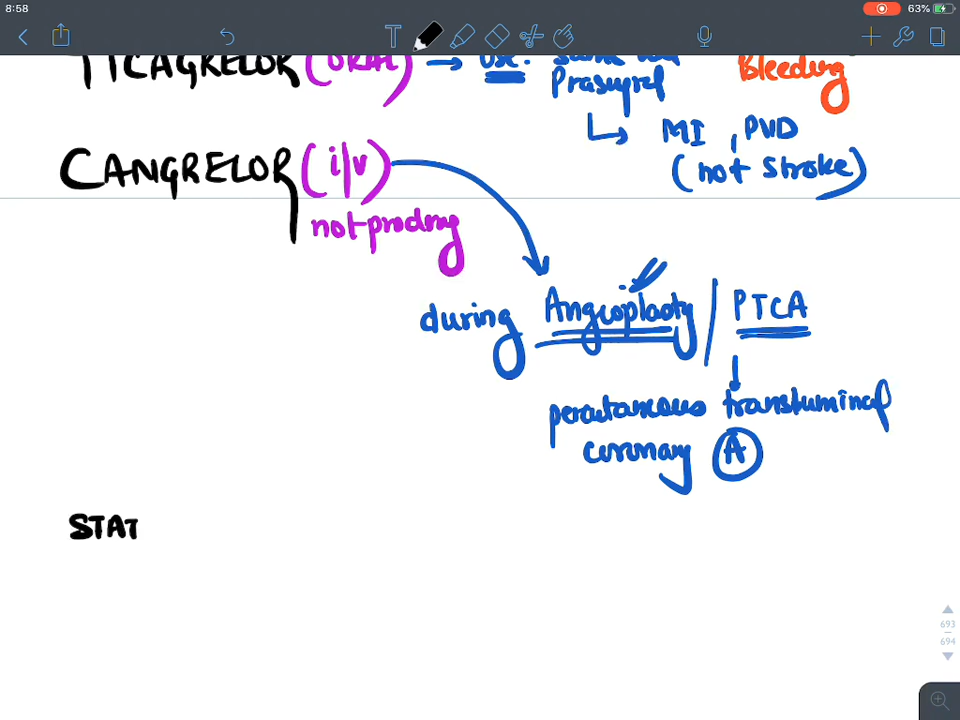 8:58
63%
TICAGRELOR (ORAL) → Use:
Prasugrel
Bleeding
↳ MI, PVD
(not stroke)
CANGRELOR (i/v)
not prodrug
during Angioplasty / PTCA
percutaneous transluminal
coronary A
STAT
693
694